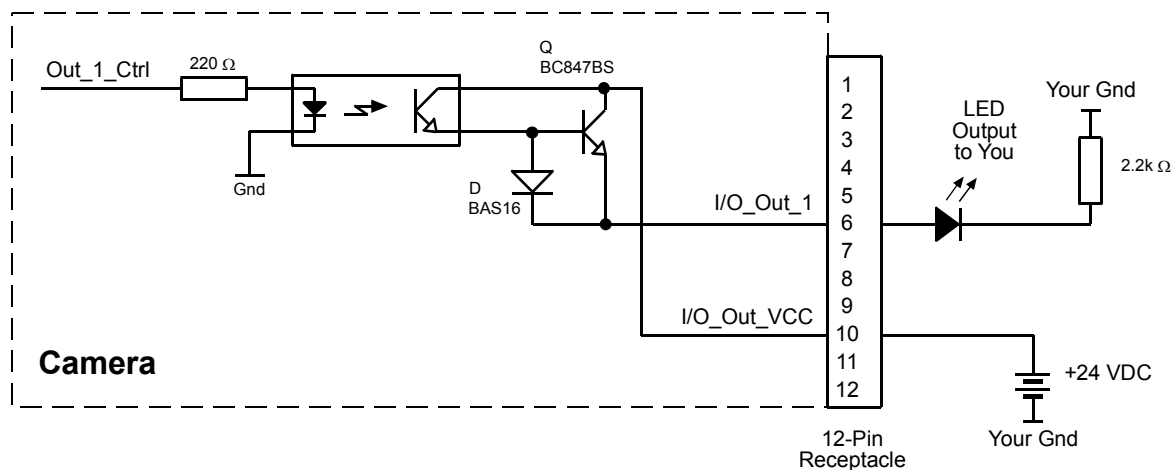 Out_1_Ctrl
220 Ω
Gnd
Q
BC847BS
D
BAS16
I/O_Out_1
I/O_Out_VCC
Camera
1
2
3
4
5
6
7
8
9
10
11
12
12-Pin
Receptacle
LED
Output
to You
Your Gnd
2.2k Ω
+24 VDC
Your Gnd